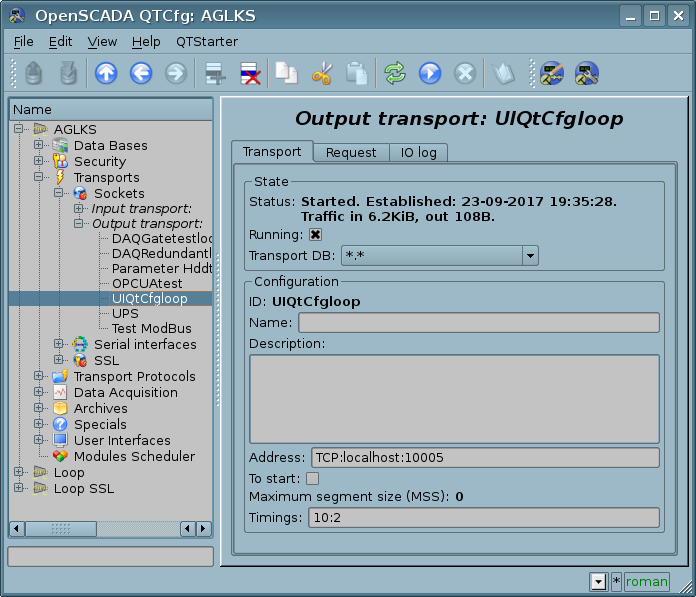 OpenSCADA QTCfg: AGLKS
File Edit View Help QTStarter
Name
AGLKS
Data Bases
Security
Transports
Sockets
Input transport:
Output transport:
DAQGatetestloo
DAQRedundantl
Parameter Hddt
OPCUAtest
UIQtCfgloop
UPS
Test ModBus
Serial interfaces
SSL
Transport Protocols
Data Acquisition
Archives
Specials
User Interfaces
Modules Scheduler
Loop
Loop SSL
Output transport: UIQtCfgloop
Transport Request IO log
State
Status: Started. Established: 23-09-2017 19:35:28.
Traffic in 6.2KiB, out 108B.
Running:
Transport DB: *.*
Configuration
ID: UIQtCfgloop
Name:
Description:
Address: TCP:localhost:10005
To start:
Maximum segment size (MSS): 0
Timings: 10:2
* roman